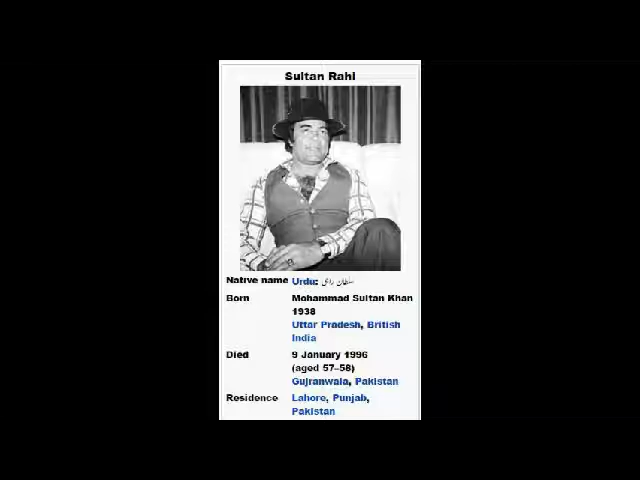 Sultan Rahi
Native name Urdu: سلطان راہی
Born Mohammad Sultan Khan
1938
Uttar Pradesh, British
India
Died 9 January 1996
(aged 57–58)
Gujranwala, Pakistan
Residence Lahore, Punjab,
Pakistan